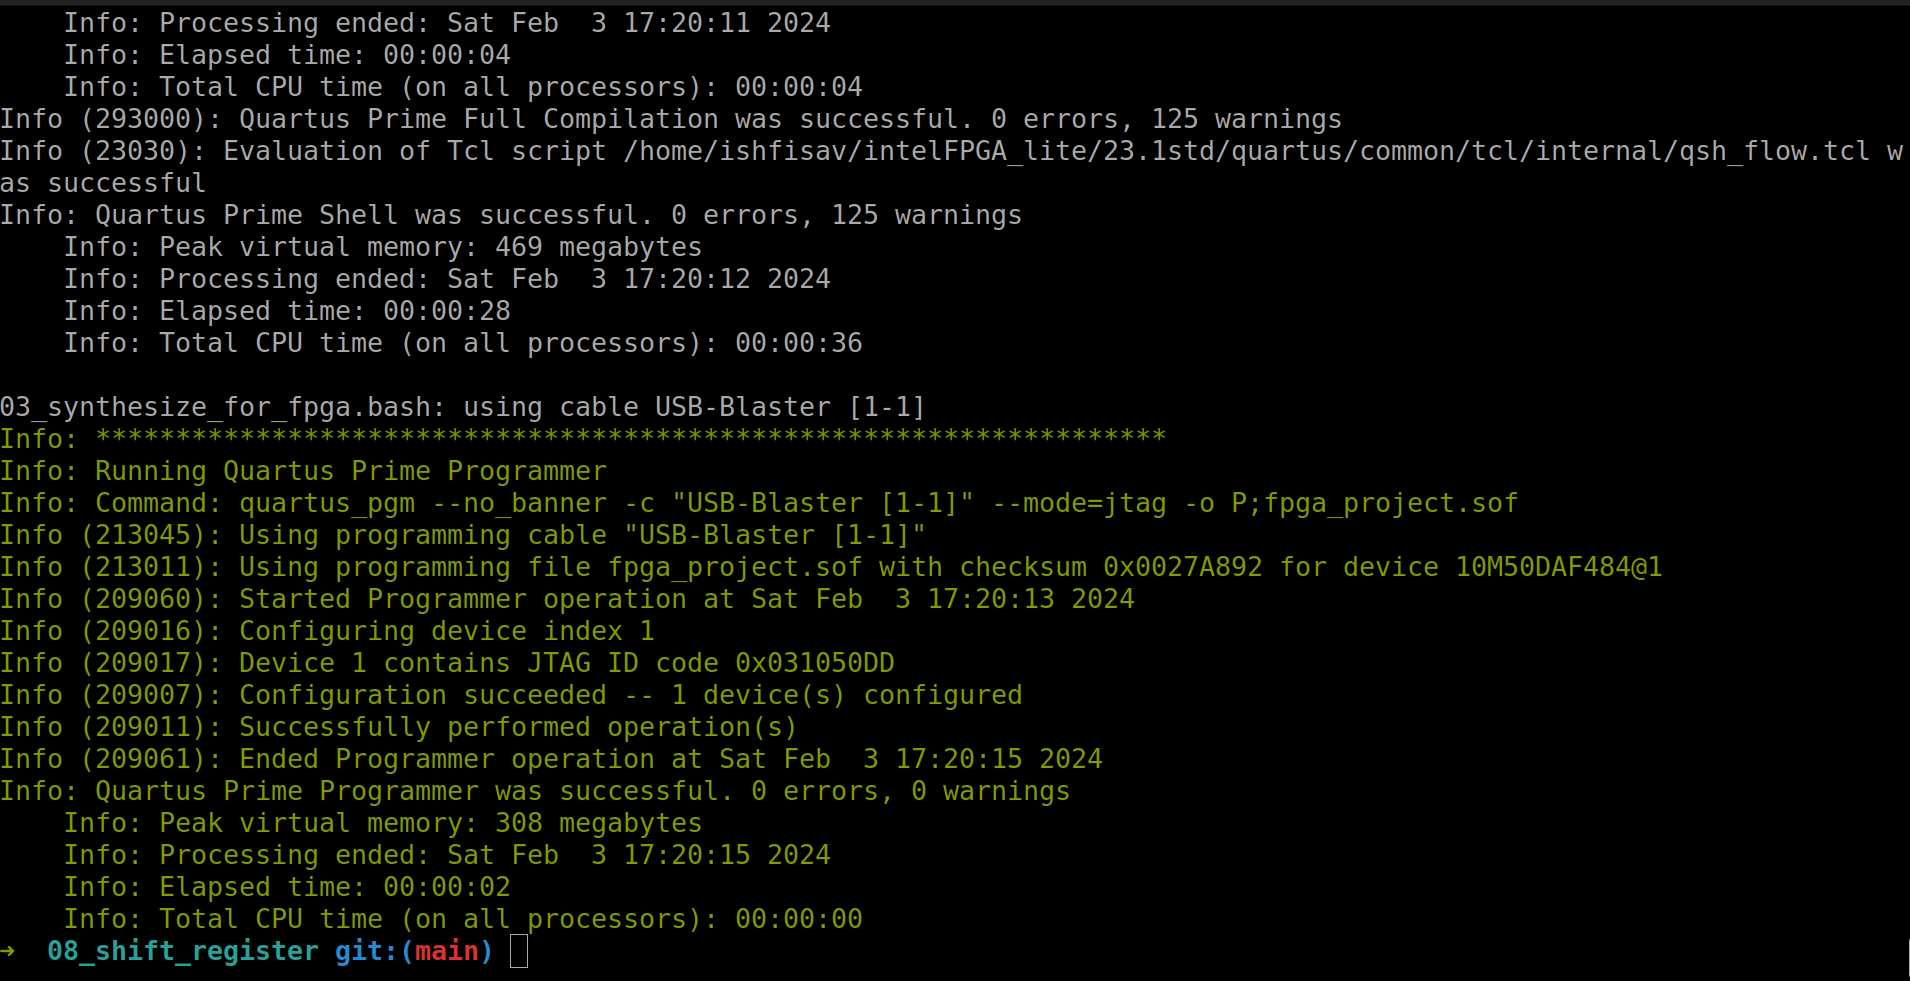 Info: Processing ended: Sat Feb  3 17:20:11 2024
    Info: Elapsed time: 00:00:04
    Info: Total CPU time (on all processors): 00:00:04
Info (293000): Quartus Prime Full Compilation was successful. 0 errors, 125 warnings
Info (23030): Evaluation of Tcl script /home/ishfisav/intelFPGA_lite/23.1std/quartus/common/tcl/internal/qsh_flow.tcl w
as successful
Info: Quartus Prime Shell was successful. 0 errors, 125 warnings
    Info: Peak virtual memory: 469 megabytes
    Info: Processing ended: Sat Feb  3 17:20:12 2024
    Info: Elapsed time: 00:00:28
    Info: Total CPU time (on all processors): 00:00:36

03_synthesize_for_fpga.bash: using cable USB-Blaster [1-1]
Info: *******************************************************************
Info: Running Quartus Prime Programmer
Info: Command: quartus_pgm --no_banner -c "USB-Blaster [1-1]" --mode=jtag -o P;fpga_project.sof
Info (213045): Using programming cable "USB-Blaster [1-1]"
Info (213011): Using programming file fpga_project.sof with checksum 0x0027A892 for device 10M50DAF484@1
Info (209060): Started Programmer operation at Sat Feb  3 17:20:13 2024
Info (209016): Configuring device index 1
Info (209017): Device 1 contains JTAG ID code 0x031050DD
Info (209007): Configuration succeeded -- 1 device(s) configured
Info (209011): Successfully performed operation(s)
Info (209061): Ended Programmer operation at Sat Feb  3 17:20:15 2024
Info: Quartus Prime Programmer was successful. 0 errors, 0 warnings
    Info: Peak virtual memory: 308 megabytes
    Info: Processing ended: Sat Feb  3 17:20:15 2024
    Info: Elapsed time: 00:00:02
    Info: Total CPU time (on all processors): 00:00:00
→  08_shift_register git:(main)